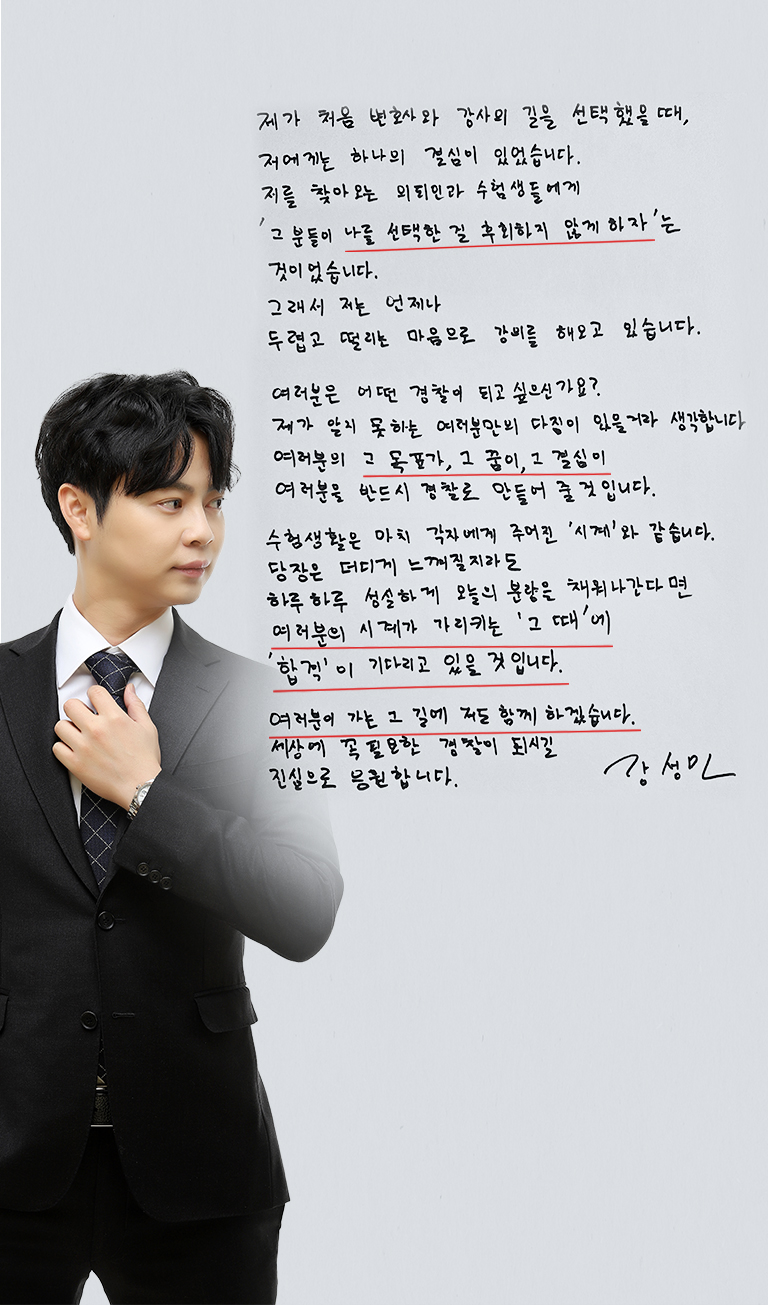 제가 처음 변호사와 강사의 길을 선택했을 때,
저에게는 하나의 결심이 있었습니다.
저를 찾아오는 의뢰인과 수험생들에게
'그 분들이 나를 선택한 걸 후회하지 않게 하자'는
것이었습니다.
그래서 저는 언제나
두렵고 떨리는 마음으로 강의를 해오고 있습니다.
여러분은 어떤 경찰이 되고 싶으신가요?
제가 알지 못하는 여러분만의 다짐이 있을거라 생각합니다
여러분의 그 목표가, 그 꿈이, 그 결심이
여러분을 반드시 경찰로 만들어 줄 것입니다.
수험생활은 마치 각자에게 주어진 '시계'와 같습니다.
당장은 더디게 느껴질지라도
하루하루 성실하게 오늘의 분량을 채워나간다면
여러분의 시계가 가리키는 '그 때'에
'합격'이 기다리고 있을 것입니다.
여러분이 가는 그 길에 저도 함께 하겠습니다.
세상에 꼭 필요한 경찰이 되시길
진심으로 응원합니다.
강성민